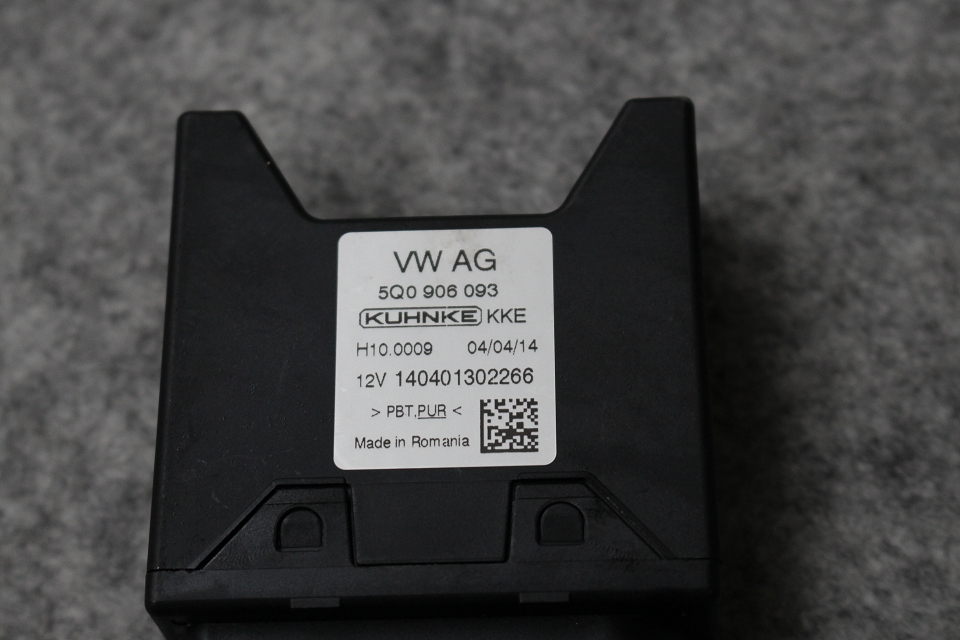 VW AG
5Q0 906 093
KUHNKE KKE
H10.0009 04/04/14
12V 140401302266
> PBT,PUR <
Made in Romania